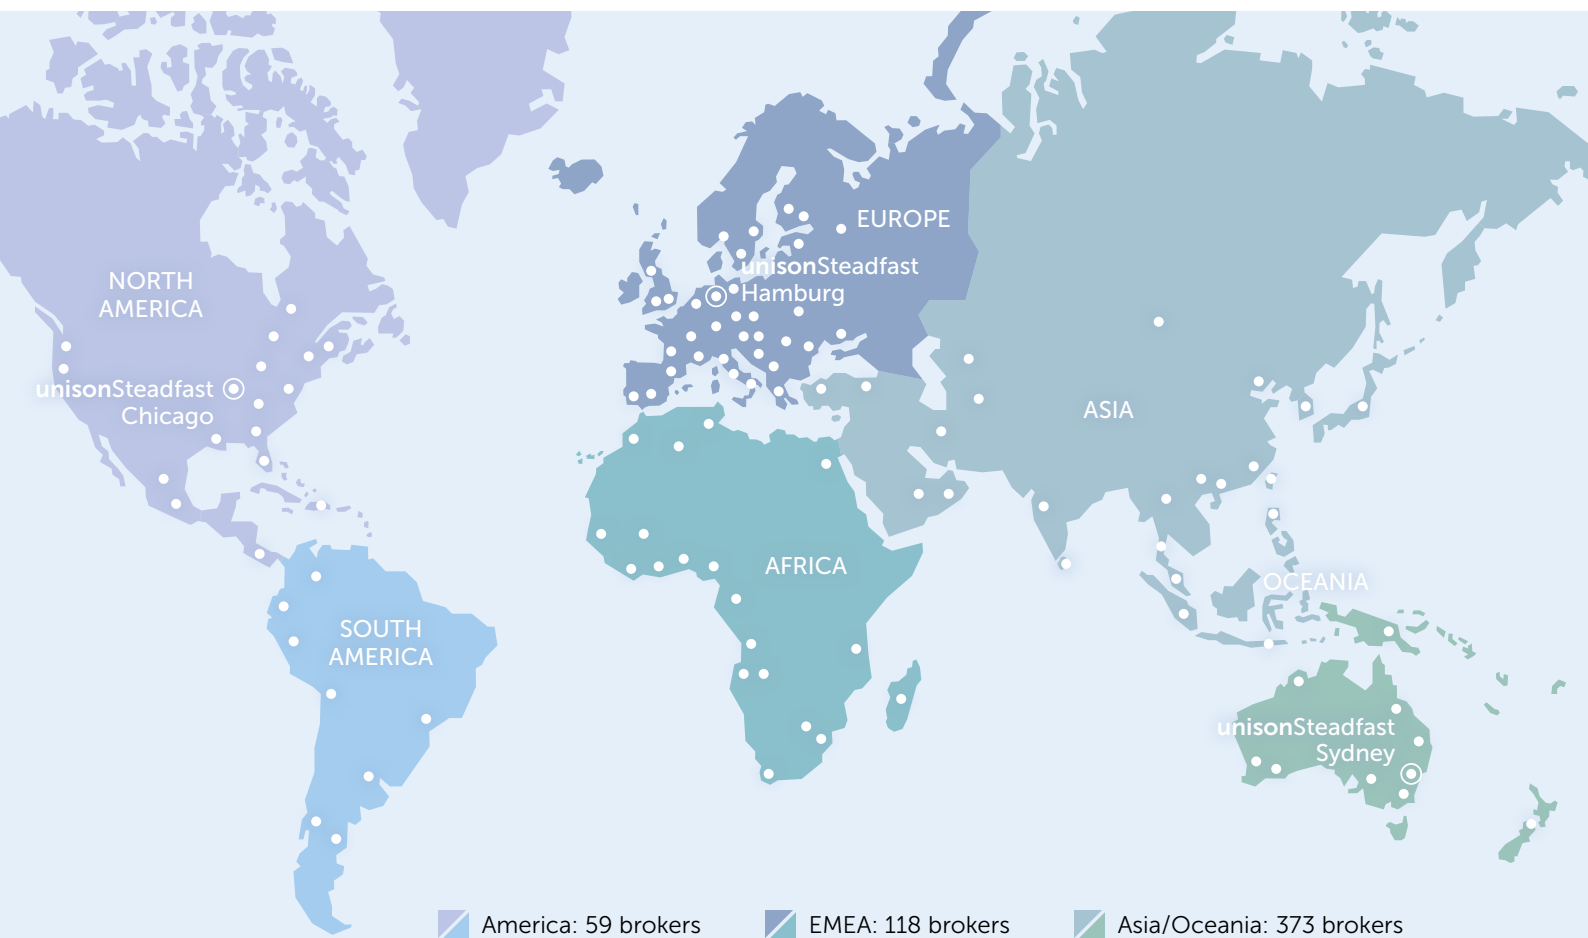 EUROPE
unisonSteadfast
Hamburg
NORTH
AMERICA
unisonSteadfast
Chicago
ASIA
AFRICA
OCEANIA
SOUTH
AMERICA
unisonSteadfast
Sydney
America: 59 brokers
EMEA: 118 brokers
Asia/Oceania: 373 brokers